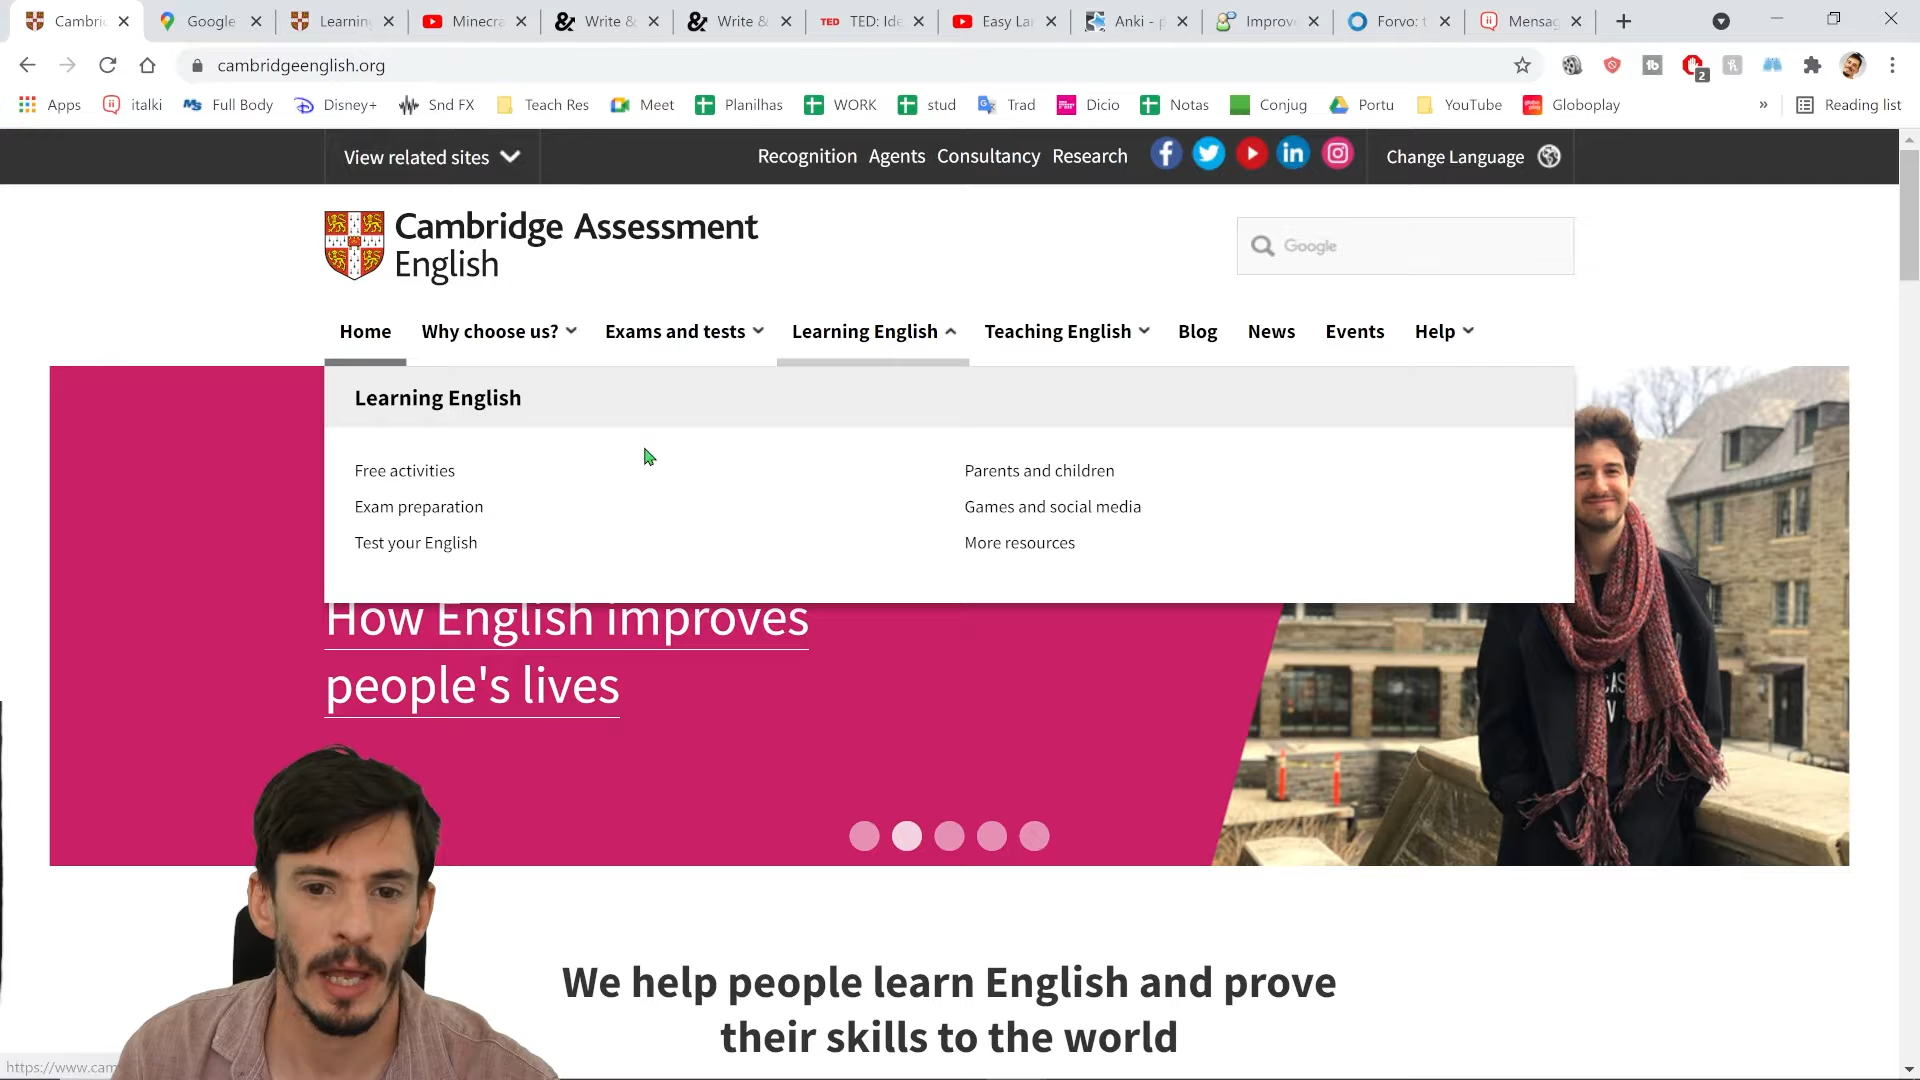 Cambri
Google
Learning
Minecra
Write &
Write &
TED TED: Ide
Easy La
Anki - p
Improv
Forvo: t
Mensag
cambridgeenglish.org
2
Apps
italki
Full Body
Disney+
Snd FX
Teach Res
Meet
Planilhas
WORK
stud
Trad
Dicio
Notas
Conjug
Portu
YouTube
Globoplay
»
Reading list
View related sites
Recognition Agents Consultancy Research
Change Language
Cambridge Assessment
English
Google
Home
Why choose us?
Exams and tests
Learning English
Teaching English
Blog
News
Events
Help
Learning English
Free activities
Parents and children
Exam preparation
Games and social media
Test your English
More resources
How English improves
people's lives
We help people learn English and prove
their skills to the world
https://www.cam